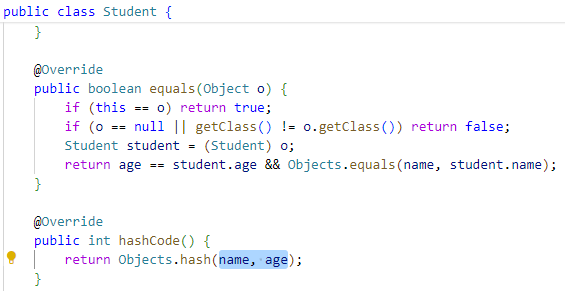 public class Student {
}
@Override
public boolean equals(Object o) {
if (this == o) return true;
if (o == null || getClass() != o.getClass()) return false;
Student student = (Student) o;
return age == student.age && Objects.equals(name, student.name);
}
@Override
public int hashCode() {
return Objects.hash(name, age);
}